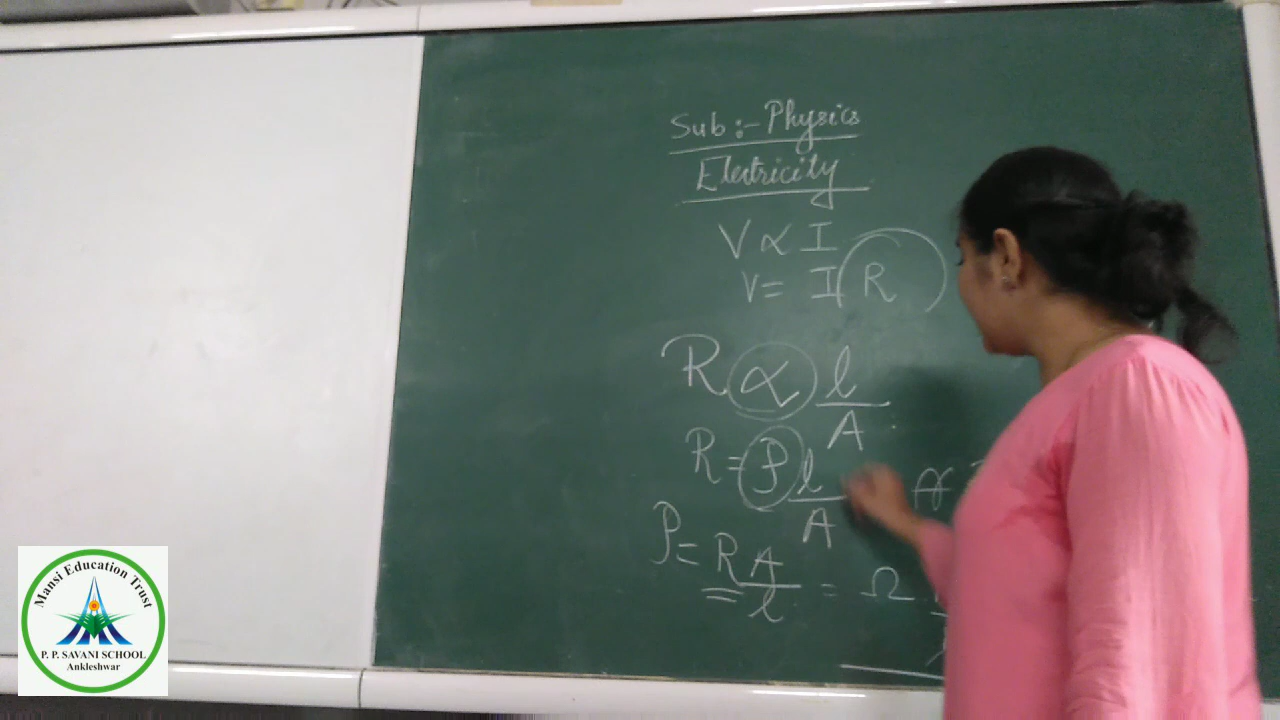 Sub:- Physics
Electricity
V ∝ I
V = I R
R ∝ l/A
R = ρ l/A
ρ = R A/l = Ω
Mansi Education Trust
P. P. SAVANI SCHOOL
Ankleshwar